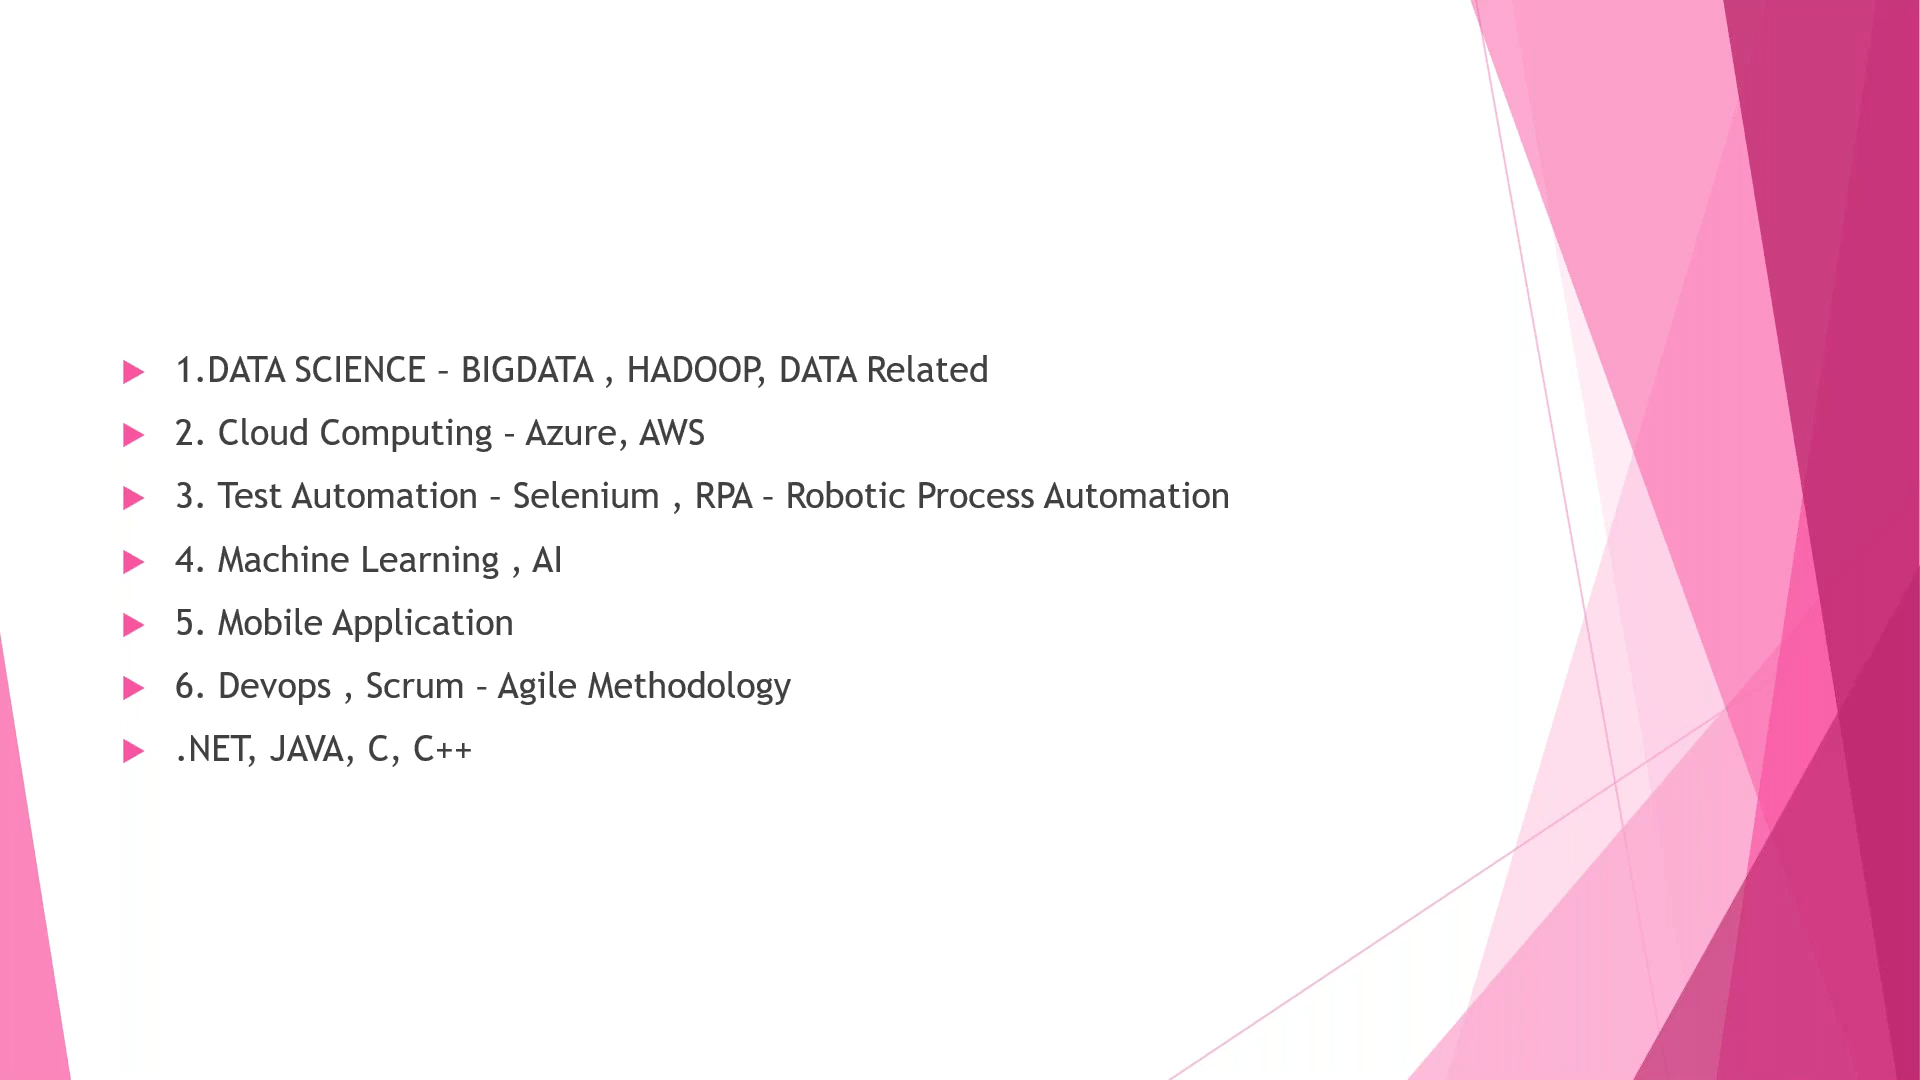 1.DATA SCIENCE – BIGDATA , HADOOP, DATA Related
2. Cloud Computing – Azure, AWS
3. Test Automation – Selenium , RPA – Robotic Process Automation
4. Machine Learning , AI
5. Mobile Application
6. Devops , Scrum – Agile Methodology
.NET, JAVA, C, C++